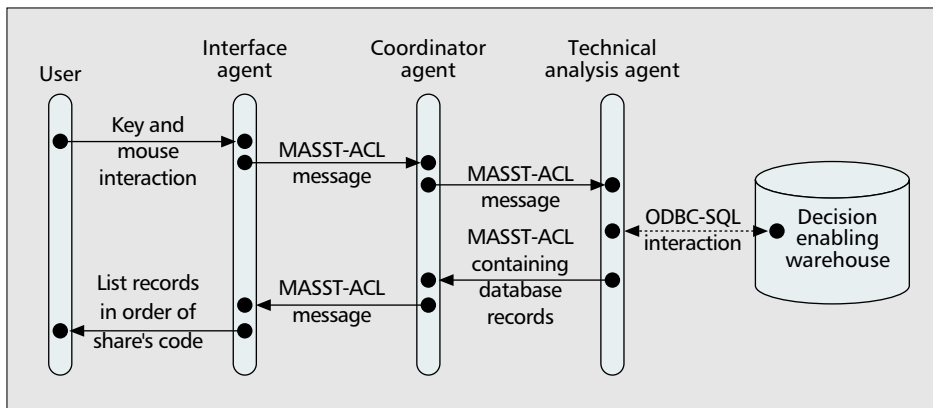 User
Interface
agent
Coordinator
agent
Technical
analysis agent
Key and
mouse
interaction
MASST-ACL
message
MASST-ACL
message
ODBC-SQL
interaction
Decision
enabling
warehouse
MASST-ACL
containing
database
records
MASST-ACL
message
List records
in order of
share's code